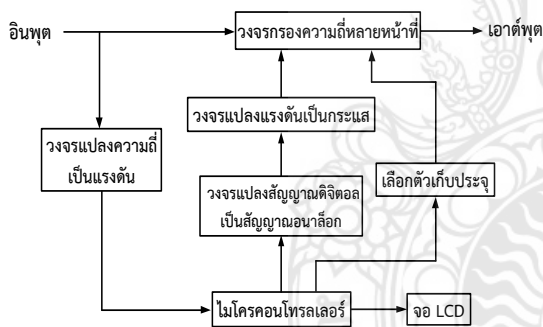 อินพุต
วงจรกรองความถี่หลายหน้าที่
เอาต์พุต
วงจรแปลงแรงดันเป็นกระแส
วงจรแปลงความถี่
เป็นแรงดัน
วงจรแปลงสัญญาณดิจิตอล
เป็นสัญญาณอนาล็อก
เลือกตัวเก็บประจุ
ไมโครคอนโทรลเลอร์
จอ LCD